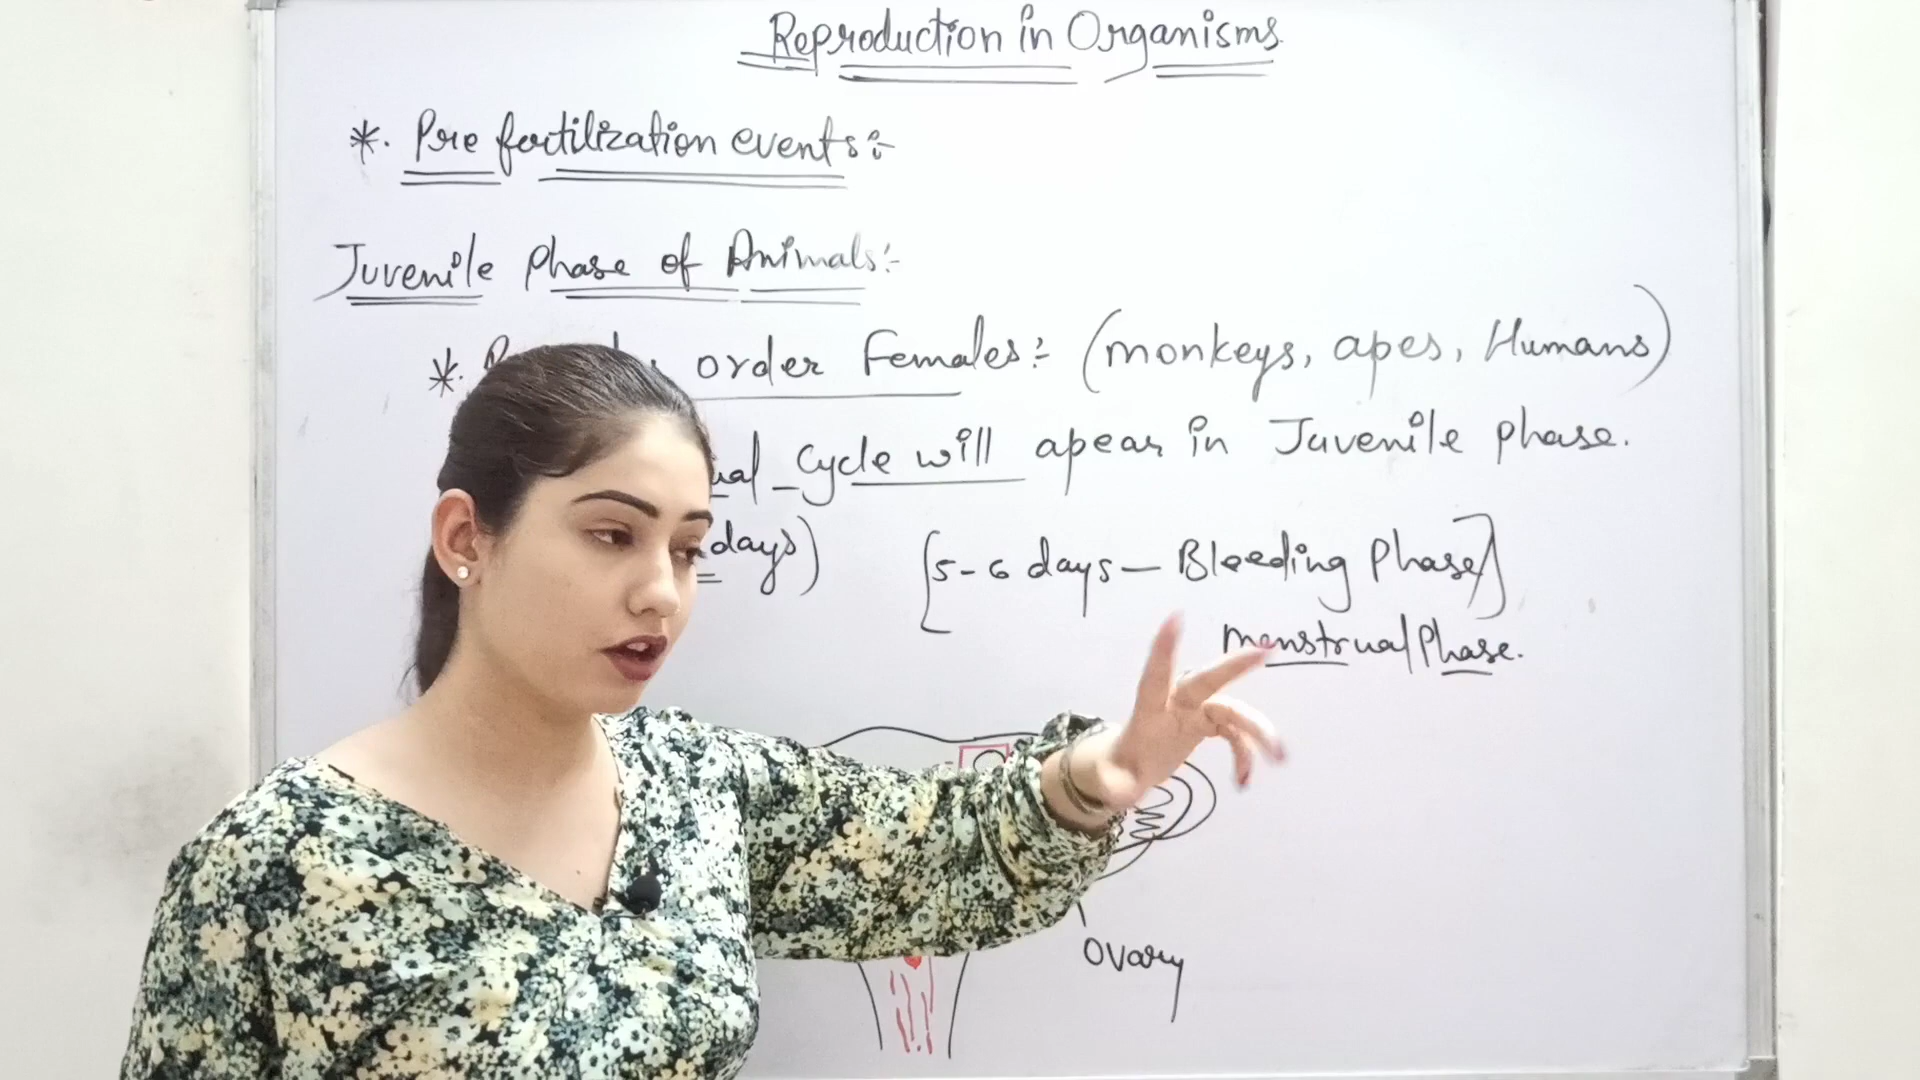 Reproduction in Organisms
*. Pre fertilization events:-
Juvenile Phase of Animals:-
*. order Females:- (monkeys, apes, Humans)
Cycle will apear in Juvenile phase.
days) [5-6 days - Bleeding Phase]
menstrual Phase.
Ovary